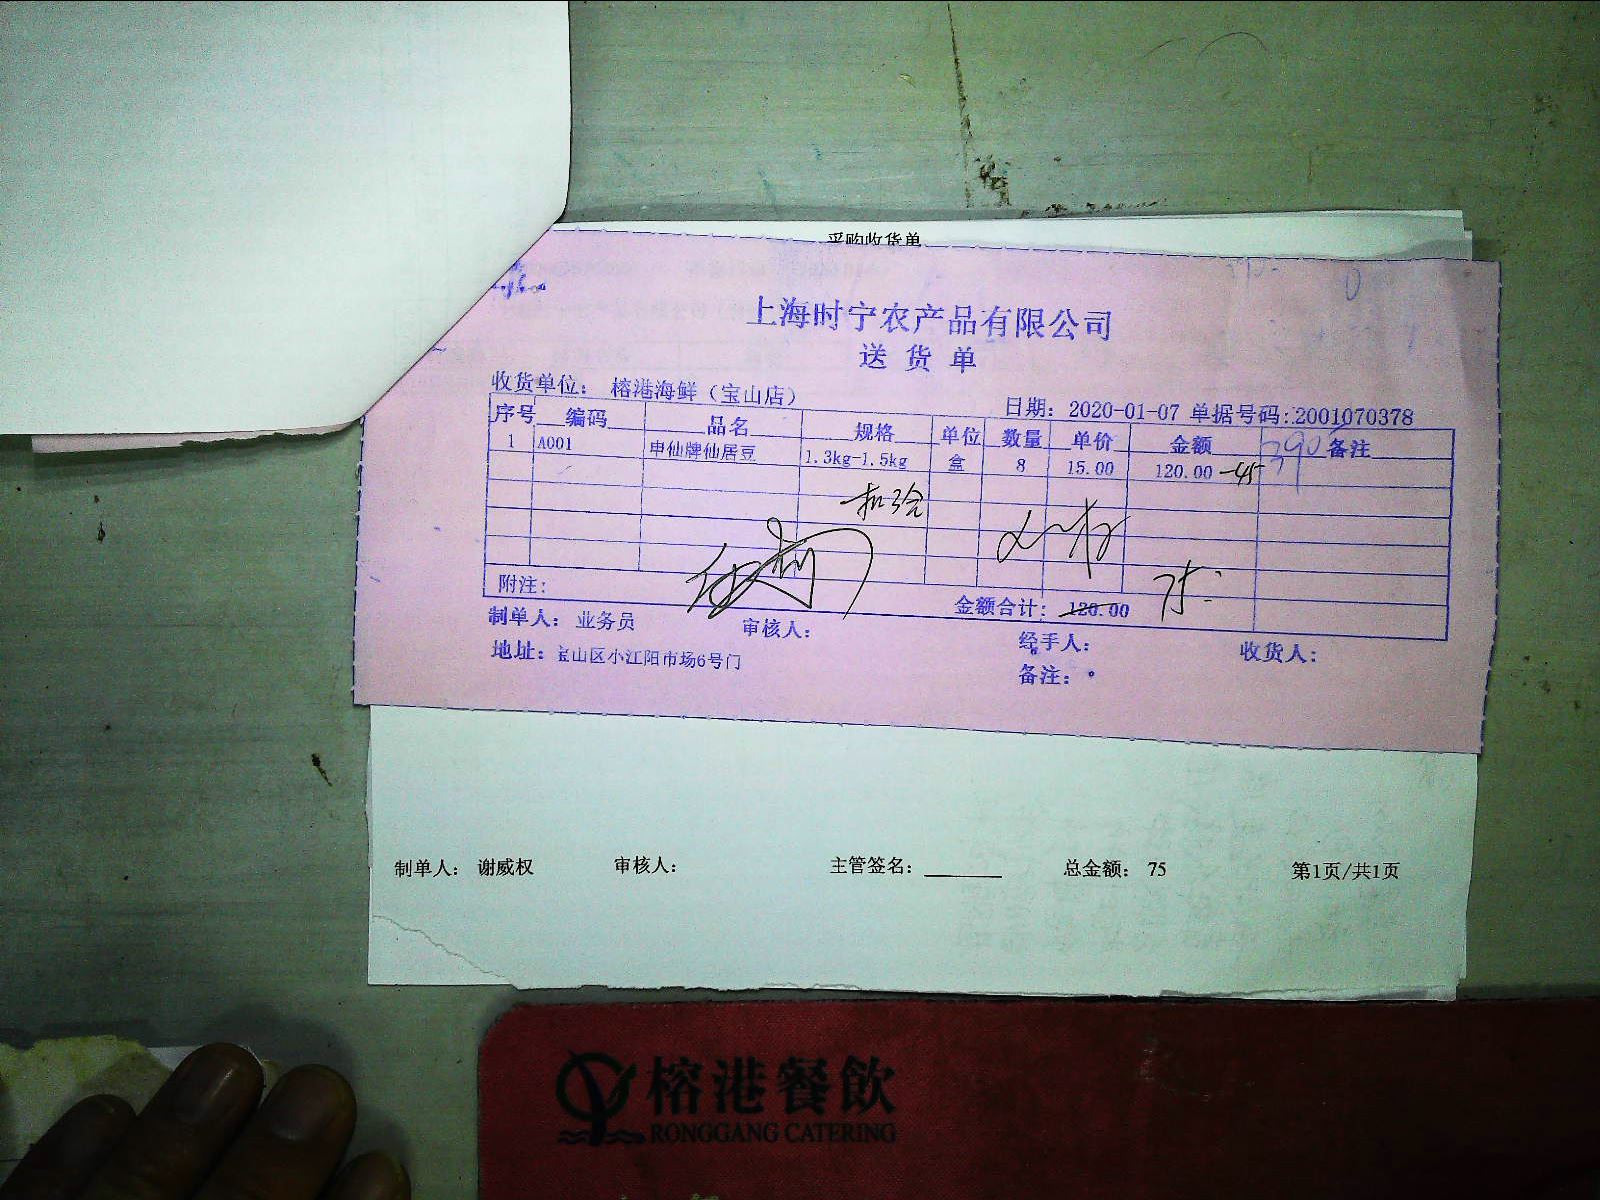 采购收货单
上海时宁农产品有限公司
送货单
收货单位： 榕港海鲜（宝山店）
日期： 2020-01-07 单据号码:2001070378
序号 编码 品名 规格 单位 数量 单价 金额 备注
1 A001 申仙牌仙居豆 1.3kg-1.5kg 盒 8 15.00 120.00 -45
390
附注: 金额合计: 120.00 75.
制单人： 业务员 审核人： 经手人： 收货人：
地址： 宝山区小江阳市场6号门 备注：
制单人： 谢威权 审核人： 主管签名： 总金额： 75 第1页/共1页
榕港餐飲
RONGGANG CATERING